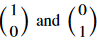 (1 0) and (0 1)